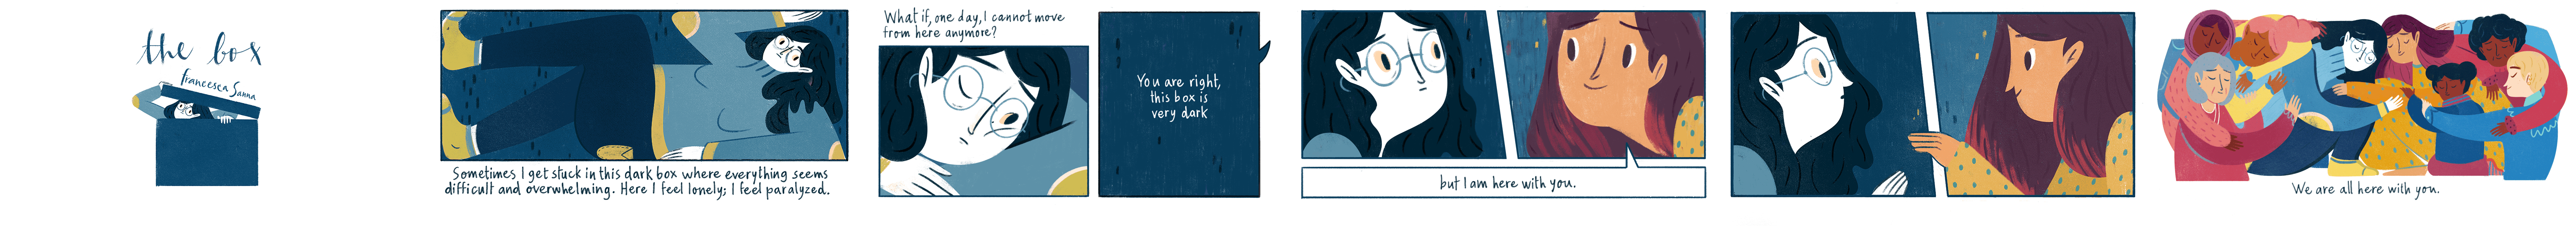 the box
francesca Sanna
Sometimes I get stuck in this dark box where everything seems
difficult and overwhelming. Here I feel lonely; I feel paralyzed.
What if, one day, I cannot move
from here anymore?
You are right,
this box is
very dark
but I am here with you.
We are all here with you.